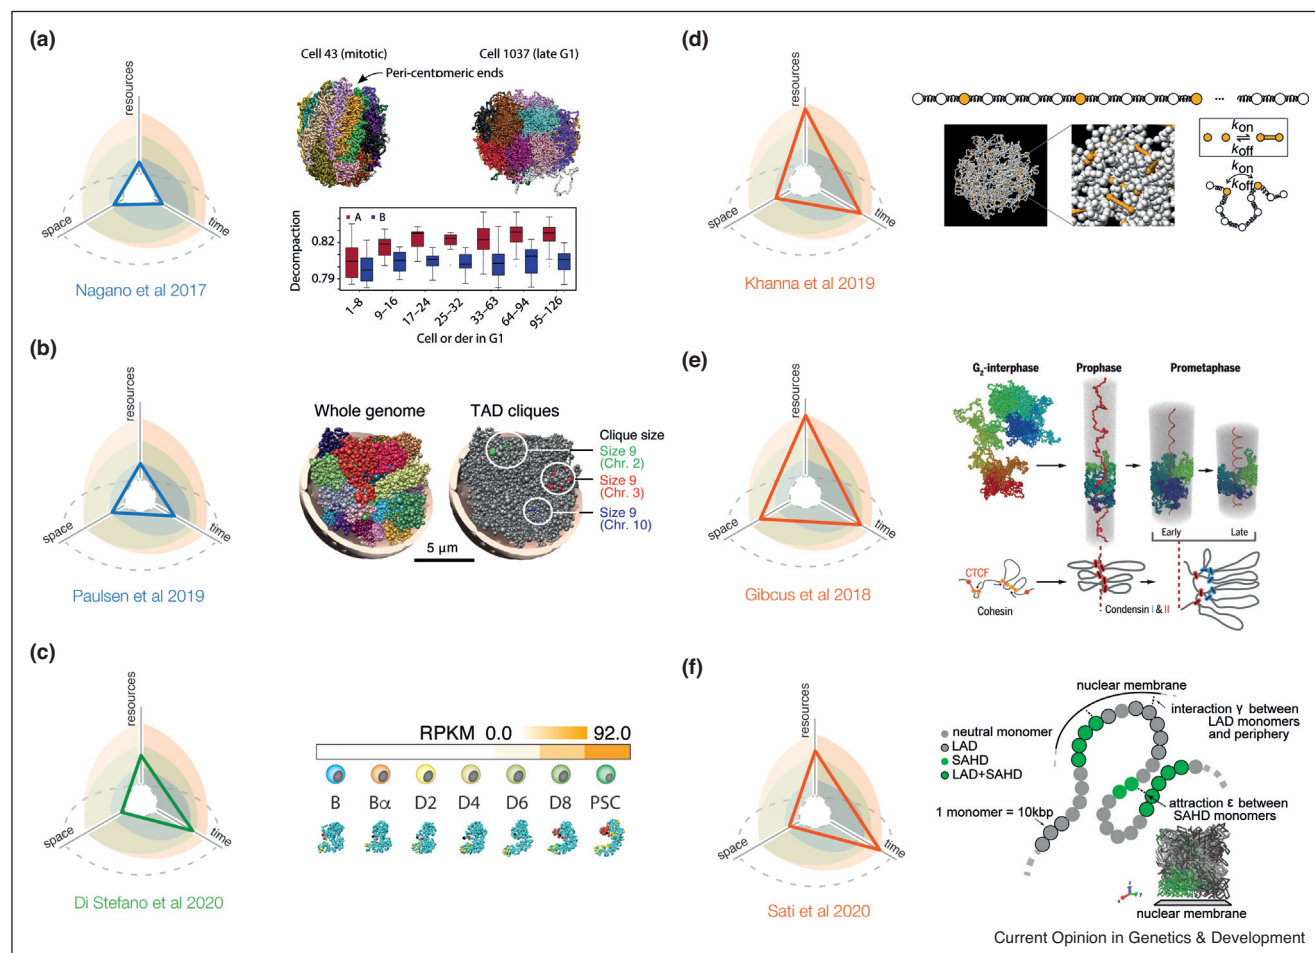 (a)
resources
space
time
Nagano et al 2017
Cell 43 (mitotic)
Cell 1037 (late G1)
Peri-centromeric ends
A
B
Decompaction
0.82
0.79
1–8
9–16
17–24
25–32
33–63
64–94
95–126
Cell or der in G1
(b)
resources
space
time
Paulsen et al 2019
Whole genome
TAD cliques
Clique size
Size 9
(Chr. 2)
Size 9
(Chr. 3)
Size 9
(Chr. 10)
5 µm
(c)
resources
space
time
Di Stefano et al 2020
RPKM 0.0 92.0
B Bα D2 D4 D6 D8 PSC
(d)
resources
space
time
Khanna et al 2019
...
kon
koff
kon
koff
(e)
resources
space
time
Gibcus et al 2018
G2-interphase
Prophase
Prometaphase
Early
Late
CTCF
Cohesin
Condensin I & II
(f)
resources
space
time
Sati et al 2020
nuclear membrane
interaction γ between
LAD monomers
and periphery
neutral monomer
LAD
SAHD
LAD+SAHD
1 monomer = 10kbp
attraction ε between
SAHD monomers
z
x
y
nuclear membrane
Current Opinion in Genetics & Development